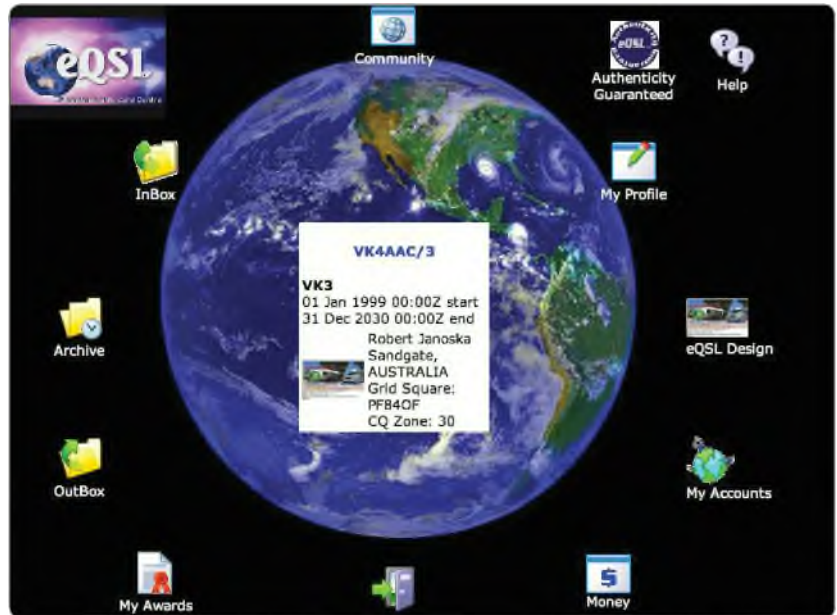 Community
eQSL
Authenticity
Guaranteed
Help
InBox
My Profile
VK4AAC/3
VK3
01 Jan 1999 00:00Z start
31 Dec 2030 00:00Z end
Robert Janoska
Sandgate,
AUSTRALIA
Grid Square:
PF84OF
CQ Zone: 30
Archive
eQSL Design
OutBox
My Accounts
My Awards
Money